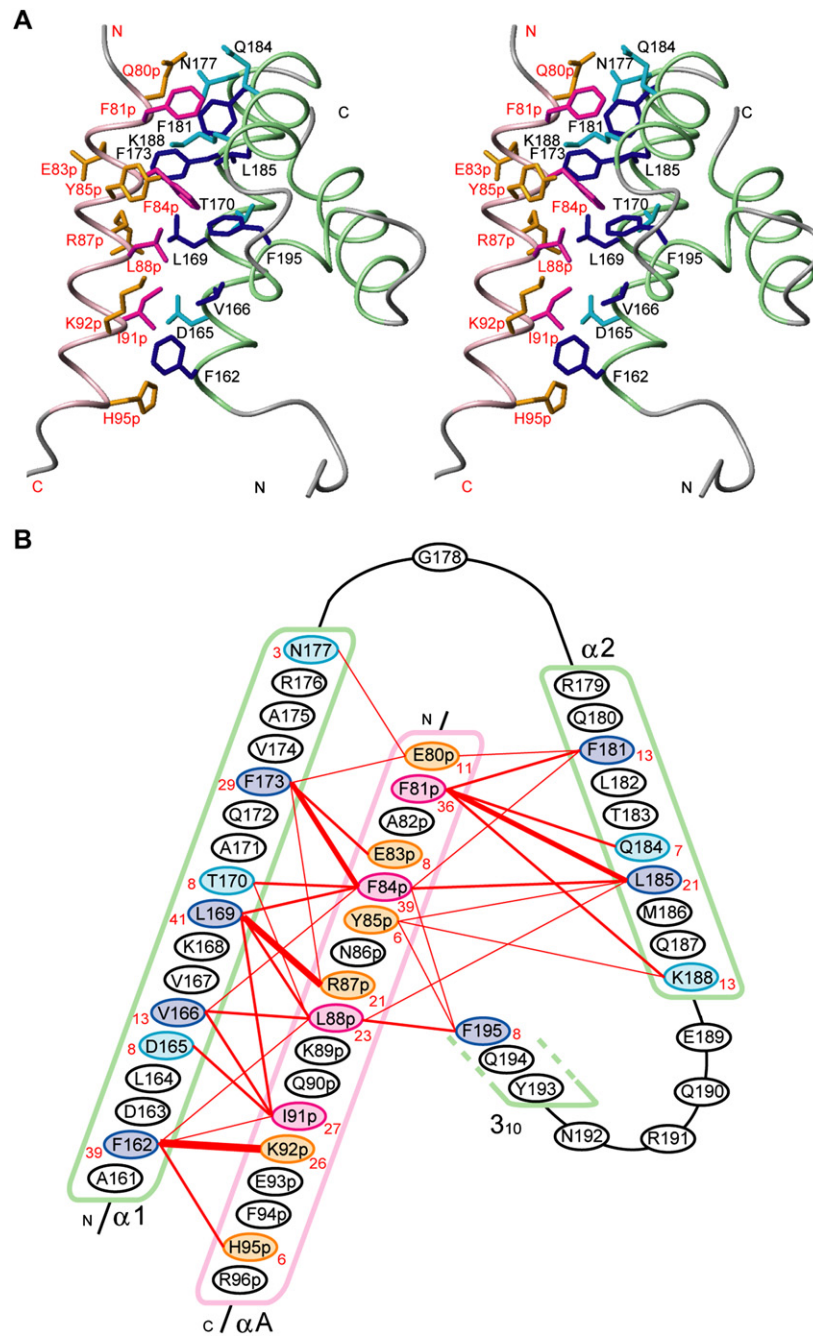 A
N
Q80p
N177
Q184
F81p
F181
C
K188
F173
E83p
Y85p
L185
F84p
T170
R87p
L169
F195
L88p
V166
K92p
D165
I91p
F162
H95p
C
N
N
Q80p
N177
Q184
F81p
F181
C
K188
F173
E83p
Y85p
L185
F84p
T170
R87p
L169
F195
L88p
V166
K92p
D165
I91p
F162
H95p
C
N
B
G178
3 N177
R176
A175
V174
29 F173
Q172
A171
8 T170
41 L169
K168
V167
13 V166
8 D165
L164
D163
39 F162
A161
N / α1
N /
E80p 11
F81p 36
A82p
E83p 8
F84p 39
Y85p 6
N86p
R87p 21
L88p 23
K89p
Q90p
I91p 27
K92p 26
E93p
F94p
H95p 6
R96p
C / αA
α2
R179
Q180
F181 13
L182
T183
Q184 7
L185 21
M186
Q187
K188 13
E189
Q190
R191
N192
Y193
Q194
F195 8
3₁₀